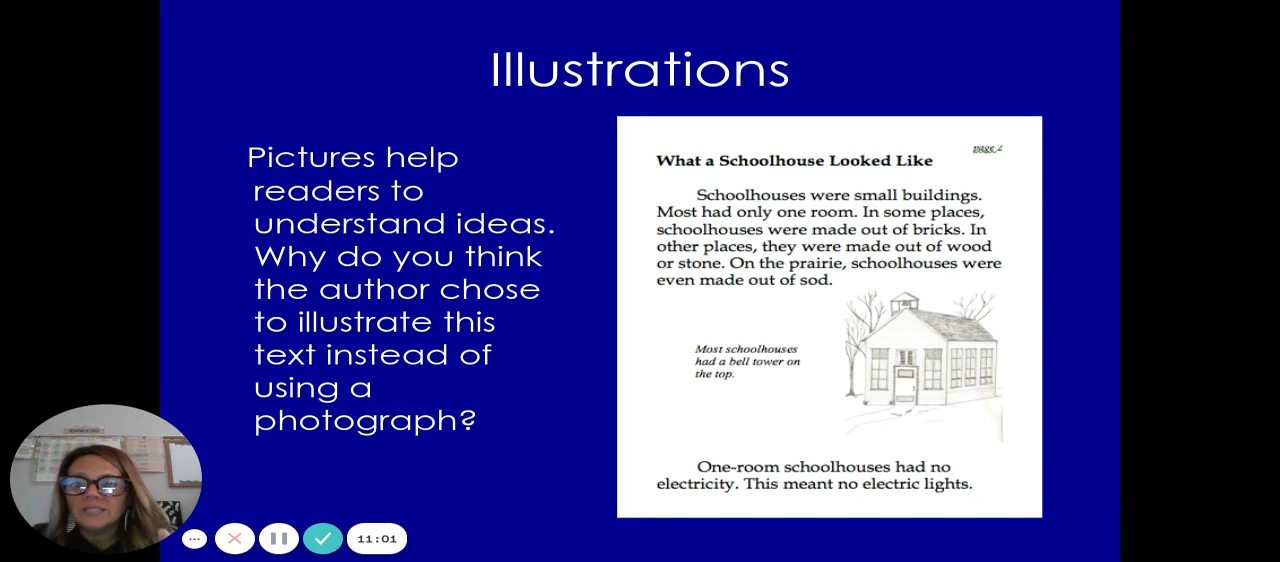 Illustrations
Pictures help
readers to
understand ideas.
Why do you think
the author chose
to illustrate this
text instead of
using a
photograph?
page 2
What a Schoolhouse Looked Like
Schoolhouses were small buildings.
Most had only one room. In some places,
schoolhouses were made out of bricks. In
other places, they were made out of wood
or stone. On the prairie, schoolhouses were
even made out of sod.
Most schoolhouses
had a bell tower on
the top.
One-room schoolhouses had no
electricity. This meant no electric lights.
11:01